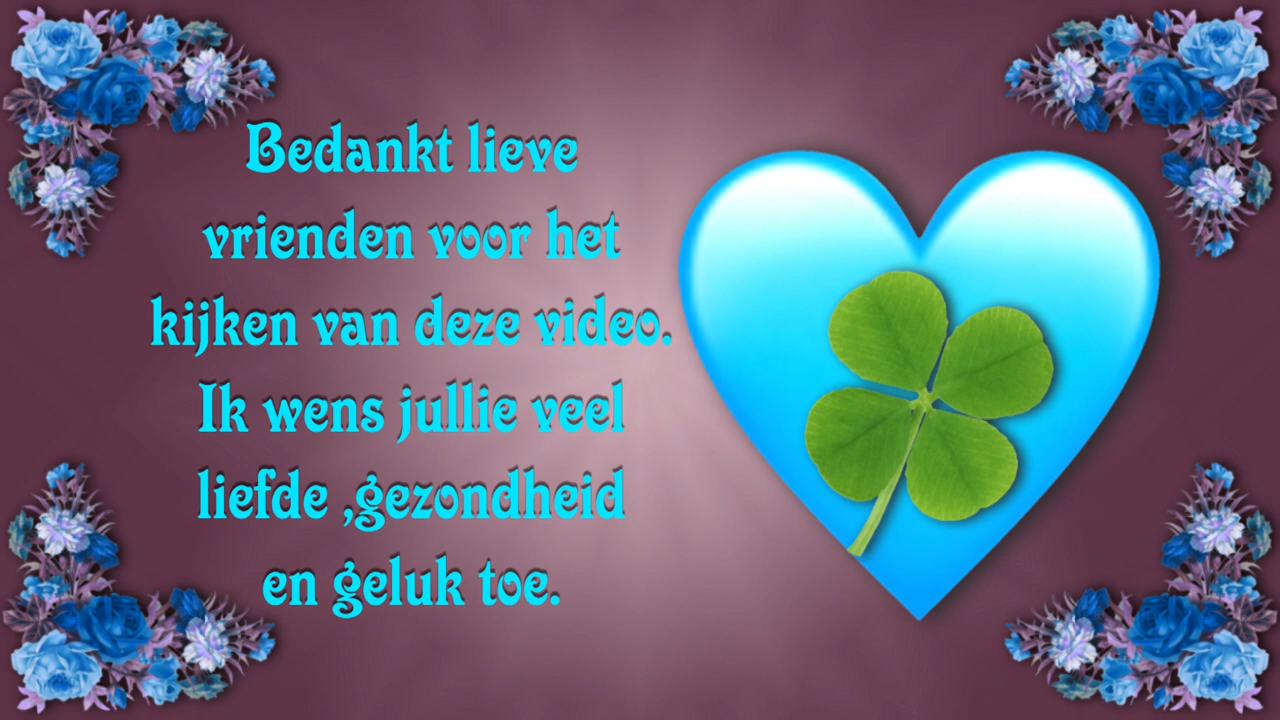 Bedankt lieve
vrienden voor het
kijken van deze video.
Ik wens jullie veel
liefde ,gezondheid
en geluk toe.